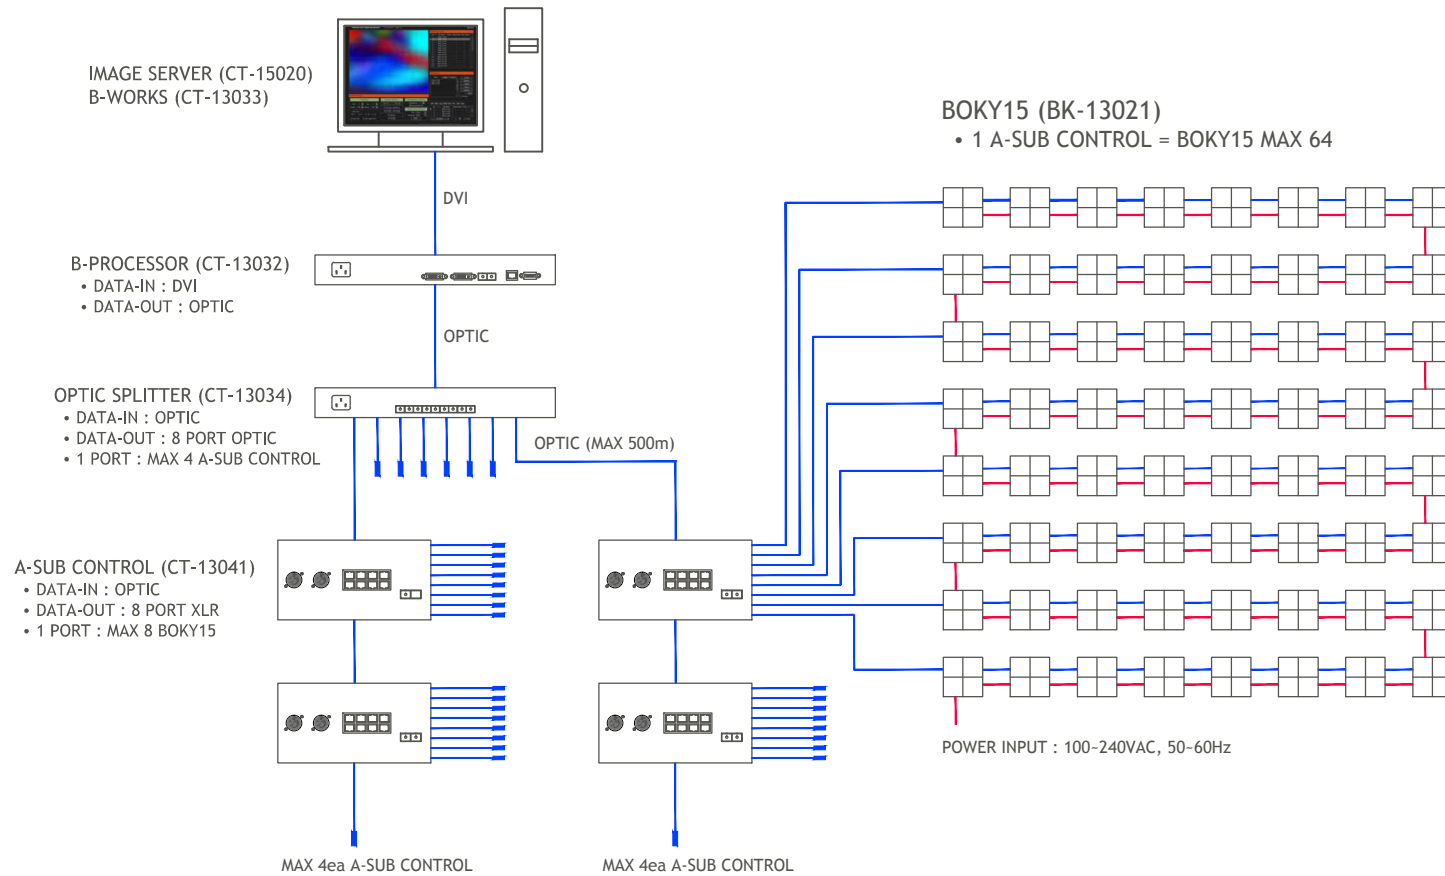 IMAGE SERVER (CT-15020)
B-WORKS (CT-13033)
DVI
B-PROCESSOR (CT-13032)
• DATA-IN : DVI
• DATA-OUT : OPTIC
OPTIC
OPTIC SPLITTER (CT-13034)
• DATA-IN : OPTIC
• DATA-OUT : 8 PORT OPTIC
• 1 PORT : MAX 4 A-SUB CONTROL
OPTIC (MAX 500m)
A-SUB CONTROL (CT-13041)
• DATA-IN : OPTIC
• DATA-OUT : 8 PORT XLR
• 1 PORT : MAX 8 BOKY15
MAX 4ea A-SUB CONTROL
MAX 4ea A-SUB CONTROL
BOKY15 (BK-13021)
• 1 A-SUB CONTROL = BOKY15 MAX 64
POWER INPUT : 100~240VAC, 50~60Hz